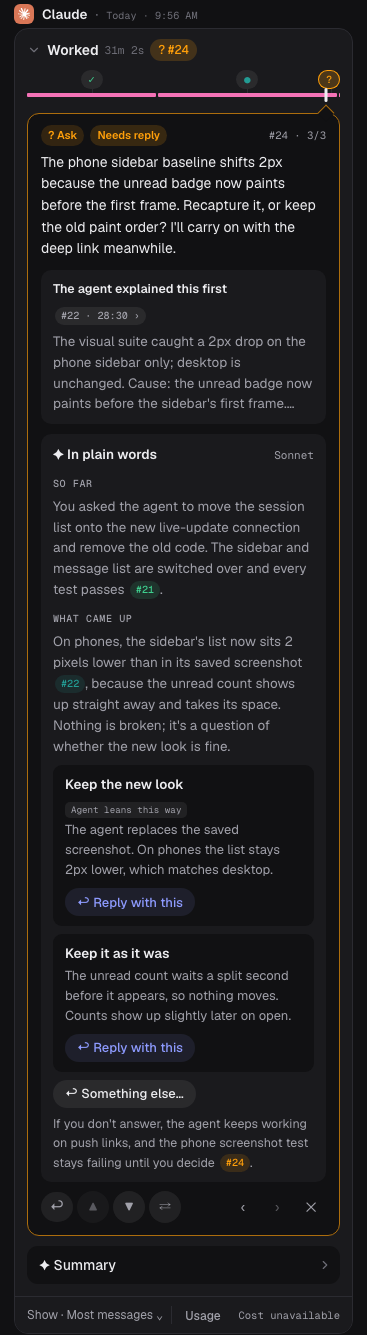 Claude · Today · 9:56 AM
Worked 31m 2s ? #24
✓ ● ?
? Ask Needs reply #24 · 3/3
The phone sidebar baseline shifts 2px
because the unread badge now paints
before the first frame. Recapture it, or keep
the old paint order? I'll carry on with the
deep link meanwhile.
The agent explained this first
#22 · 28:30 ›
The visual suite caught a 2px drop on the
phone sidebar only; desktop is
unchanged. Cause: the unread badge now
paints before the sidebar's first frame....
✦ In plain words Sonnet
SO FAR
You asked the agent to move the session
list onto the new live-update connection
and remove the old code. The sidebar and
message list are switched over and every
test passes #21.
WHAT CAME UP
On phones, the sidebar's list now sits 2
pixels lower than in its saved screenshot
#22, because the unread count shows
up straight away and takes its space.
Nothing is broken; it's a question of
whether the new look is fine.
Keep the new look
Agent leans this way
The agent replaces the saved
screenshot. On phones the list stays
2px lower, which matches desktop.
↩ Reply with this
Keep it as it was
The unread count waits a split second
before it appears, so nothing moves.
Counts show up slightly later on open.
↩ Reply with this
↩ Something else…
If you don't answer, the agent keeps working
on push links, and the phone screenshot test
stays failing until you decide #24.
✦ Summary
Show · Most messages Usage Cost unavailable